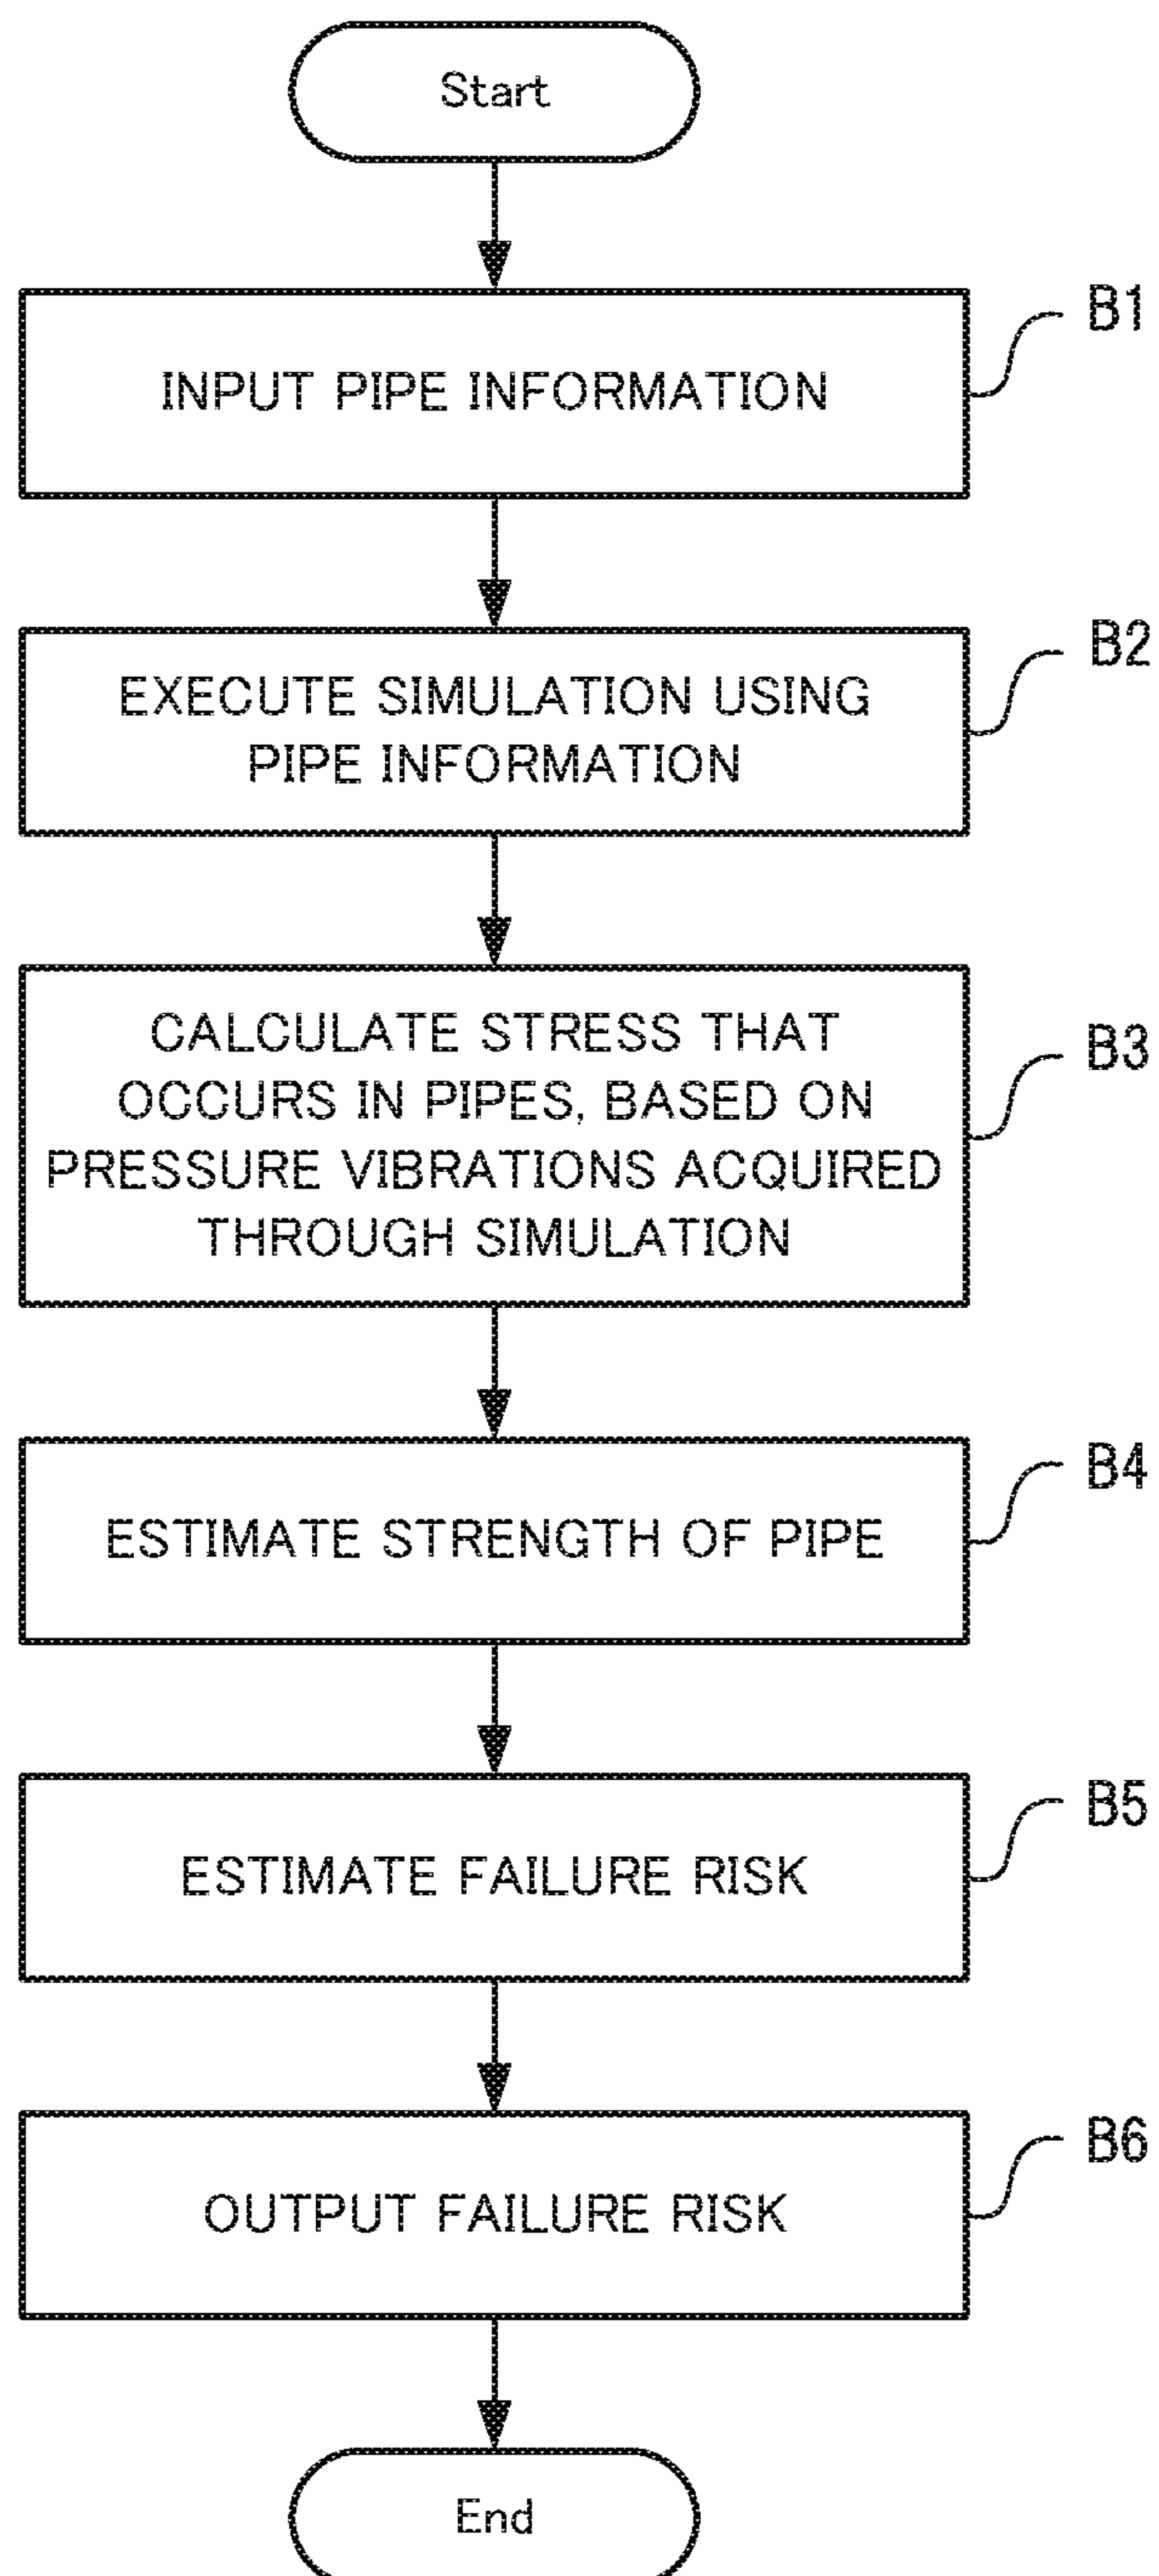 Start
INPUT PIPE INFORMATION
B1
EXECUTE SIMULATION USING
PIPE INFORMATION
B2
CALCULATE STRESS THAT
OCCURS IN PIPES, BASED ON
PRESSURE VIBRATIONS ACQUIRED
THROUGH SIMULATION
B3
ESTIMATE STRENGTH OF PIPE
B4
ESTIMATE FAILURE RISK
B5
OUTPUT FAILURE RISK
B6
End